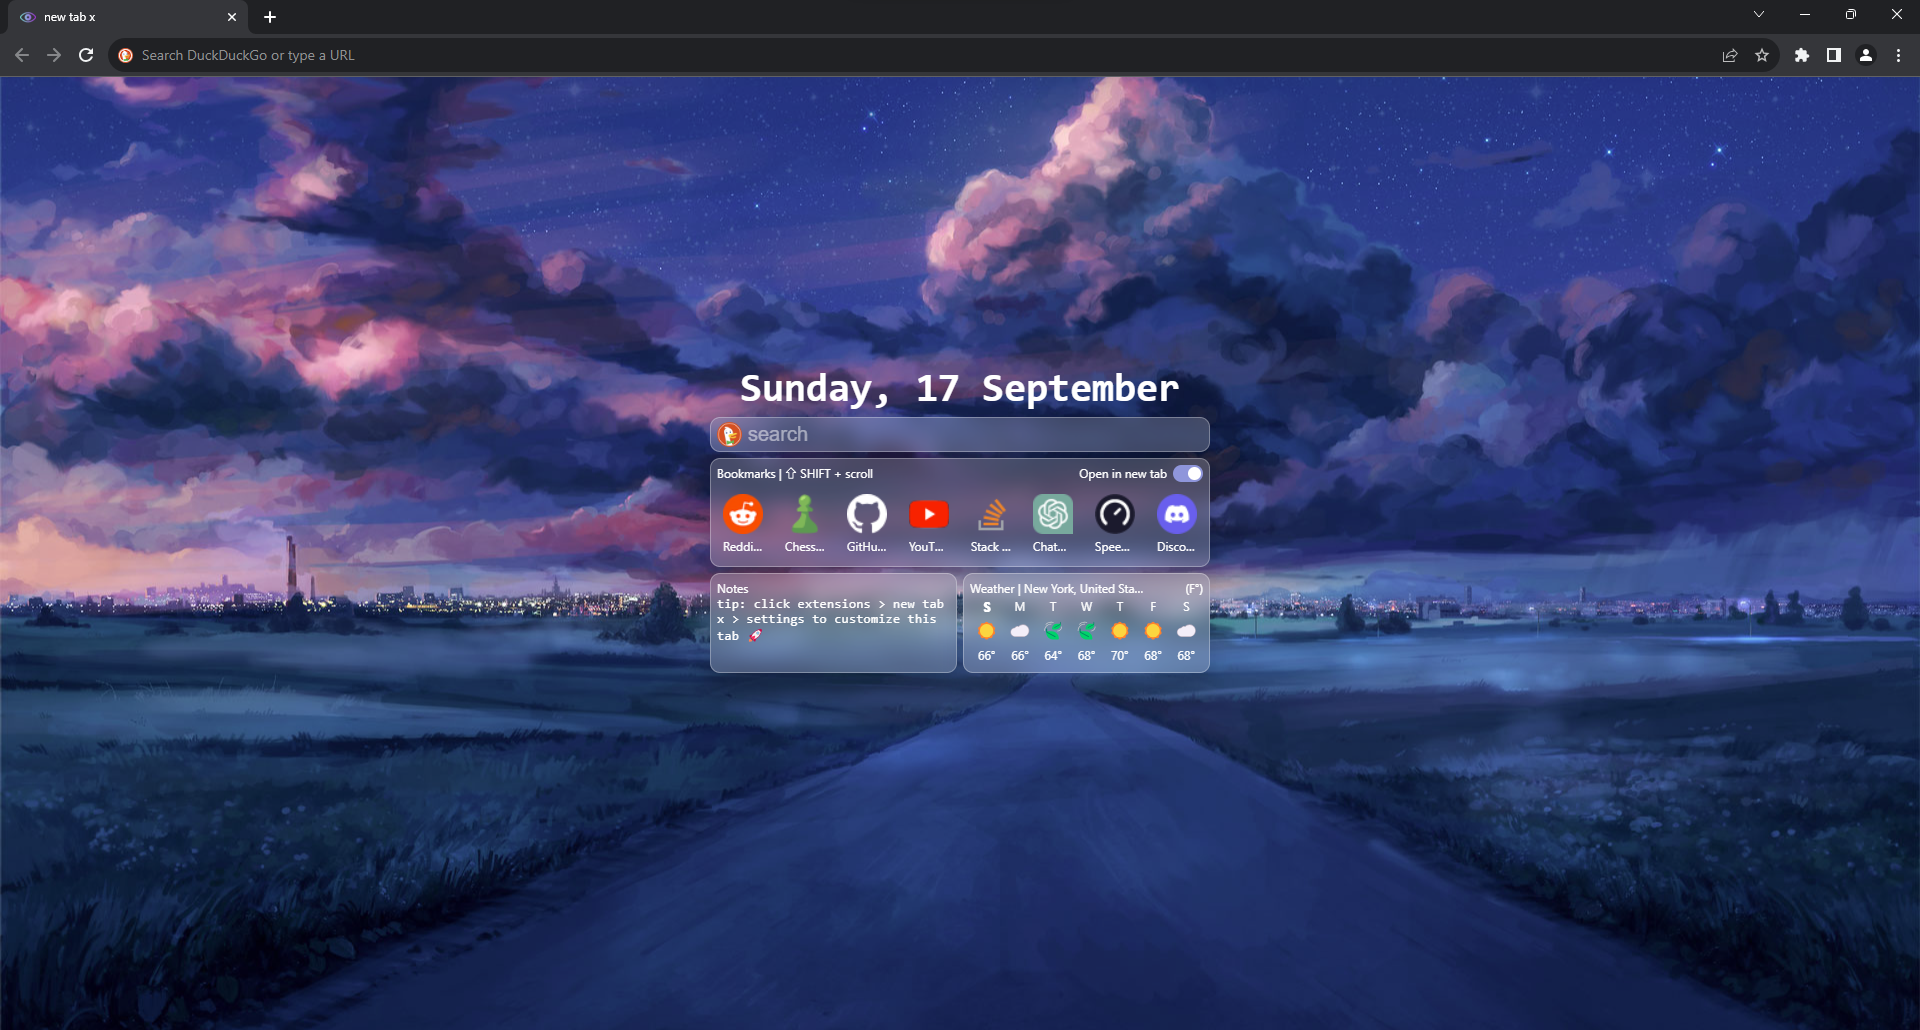 new tab x
Search DuckDuckGo or type a URL
Sunday, 17 September
search
Bookmarks | ⇧ SHIFT + scroll
Open in new tab
Reddi... Chess... GitHu... YouT... Stack ... Chat... Spee... Disco...
Notes
tip: click extensions > new tab
x > settings to customize this
tab 🚀
Weather | New York, United Sta... (F°)
S M T W T F S
66° 66° 64° 68° 70° 68° 68°